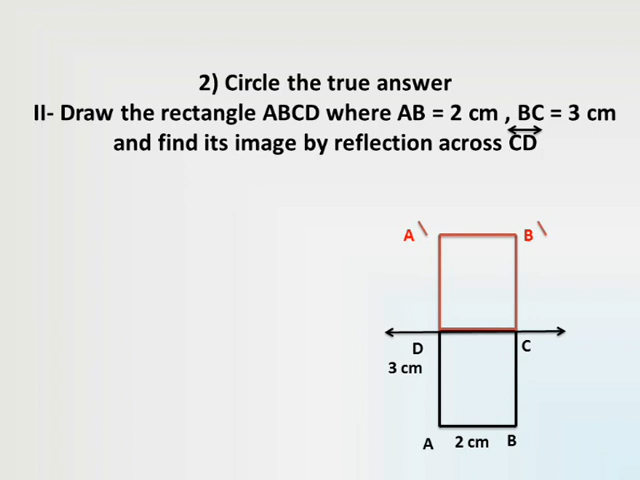 2) Circle the true answer
II- Draw the rectangle ABCD where AB = 2 cm , BC = 3 cm
and find its image by reflection across CD
A\ B\
D C
3 cm
A 2 cm B